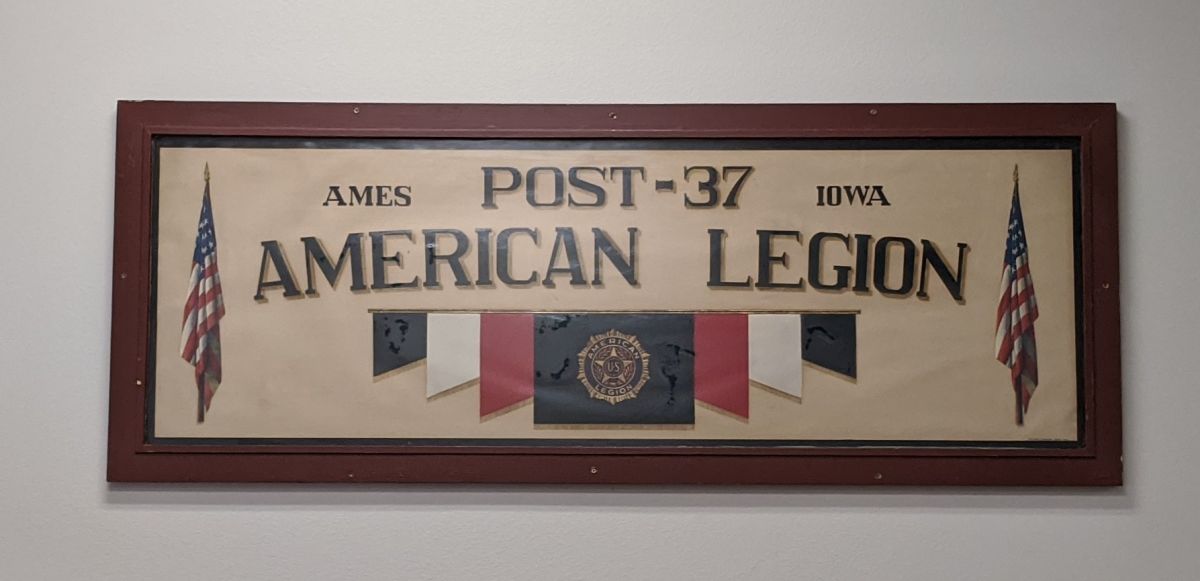 AMES POST-37 IOWA
AMERICAN LEGION
AMERICAN
US
LEGION